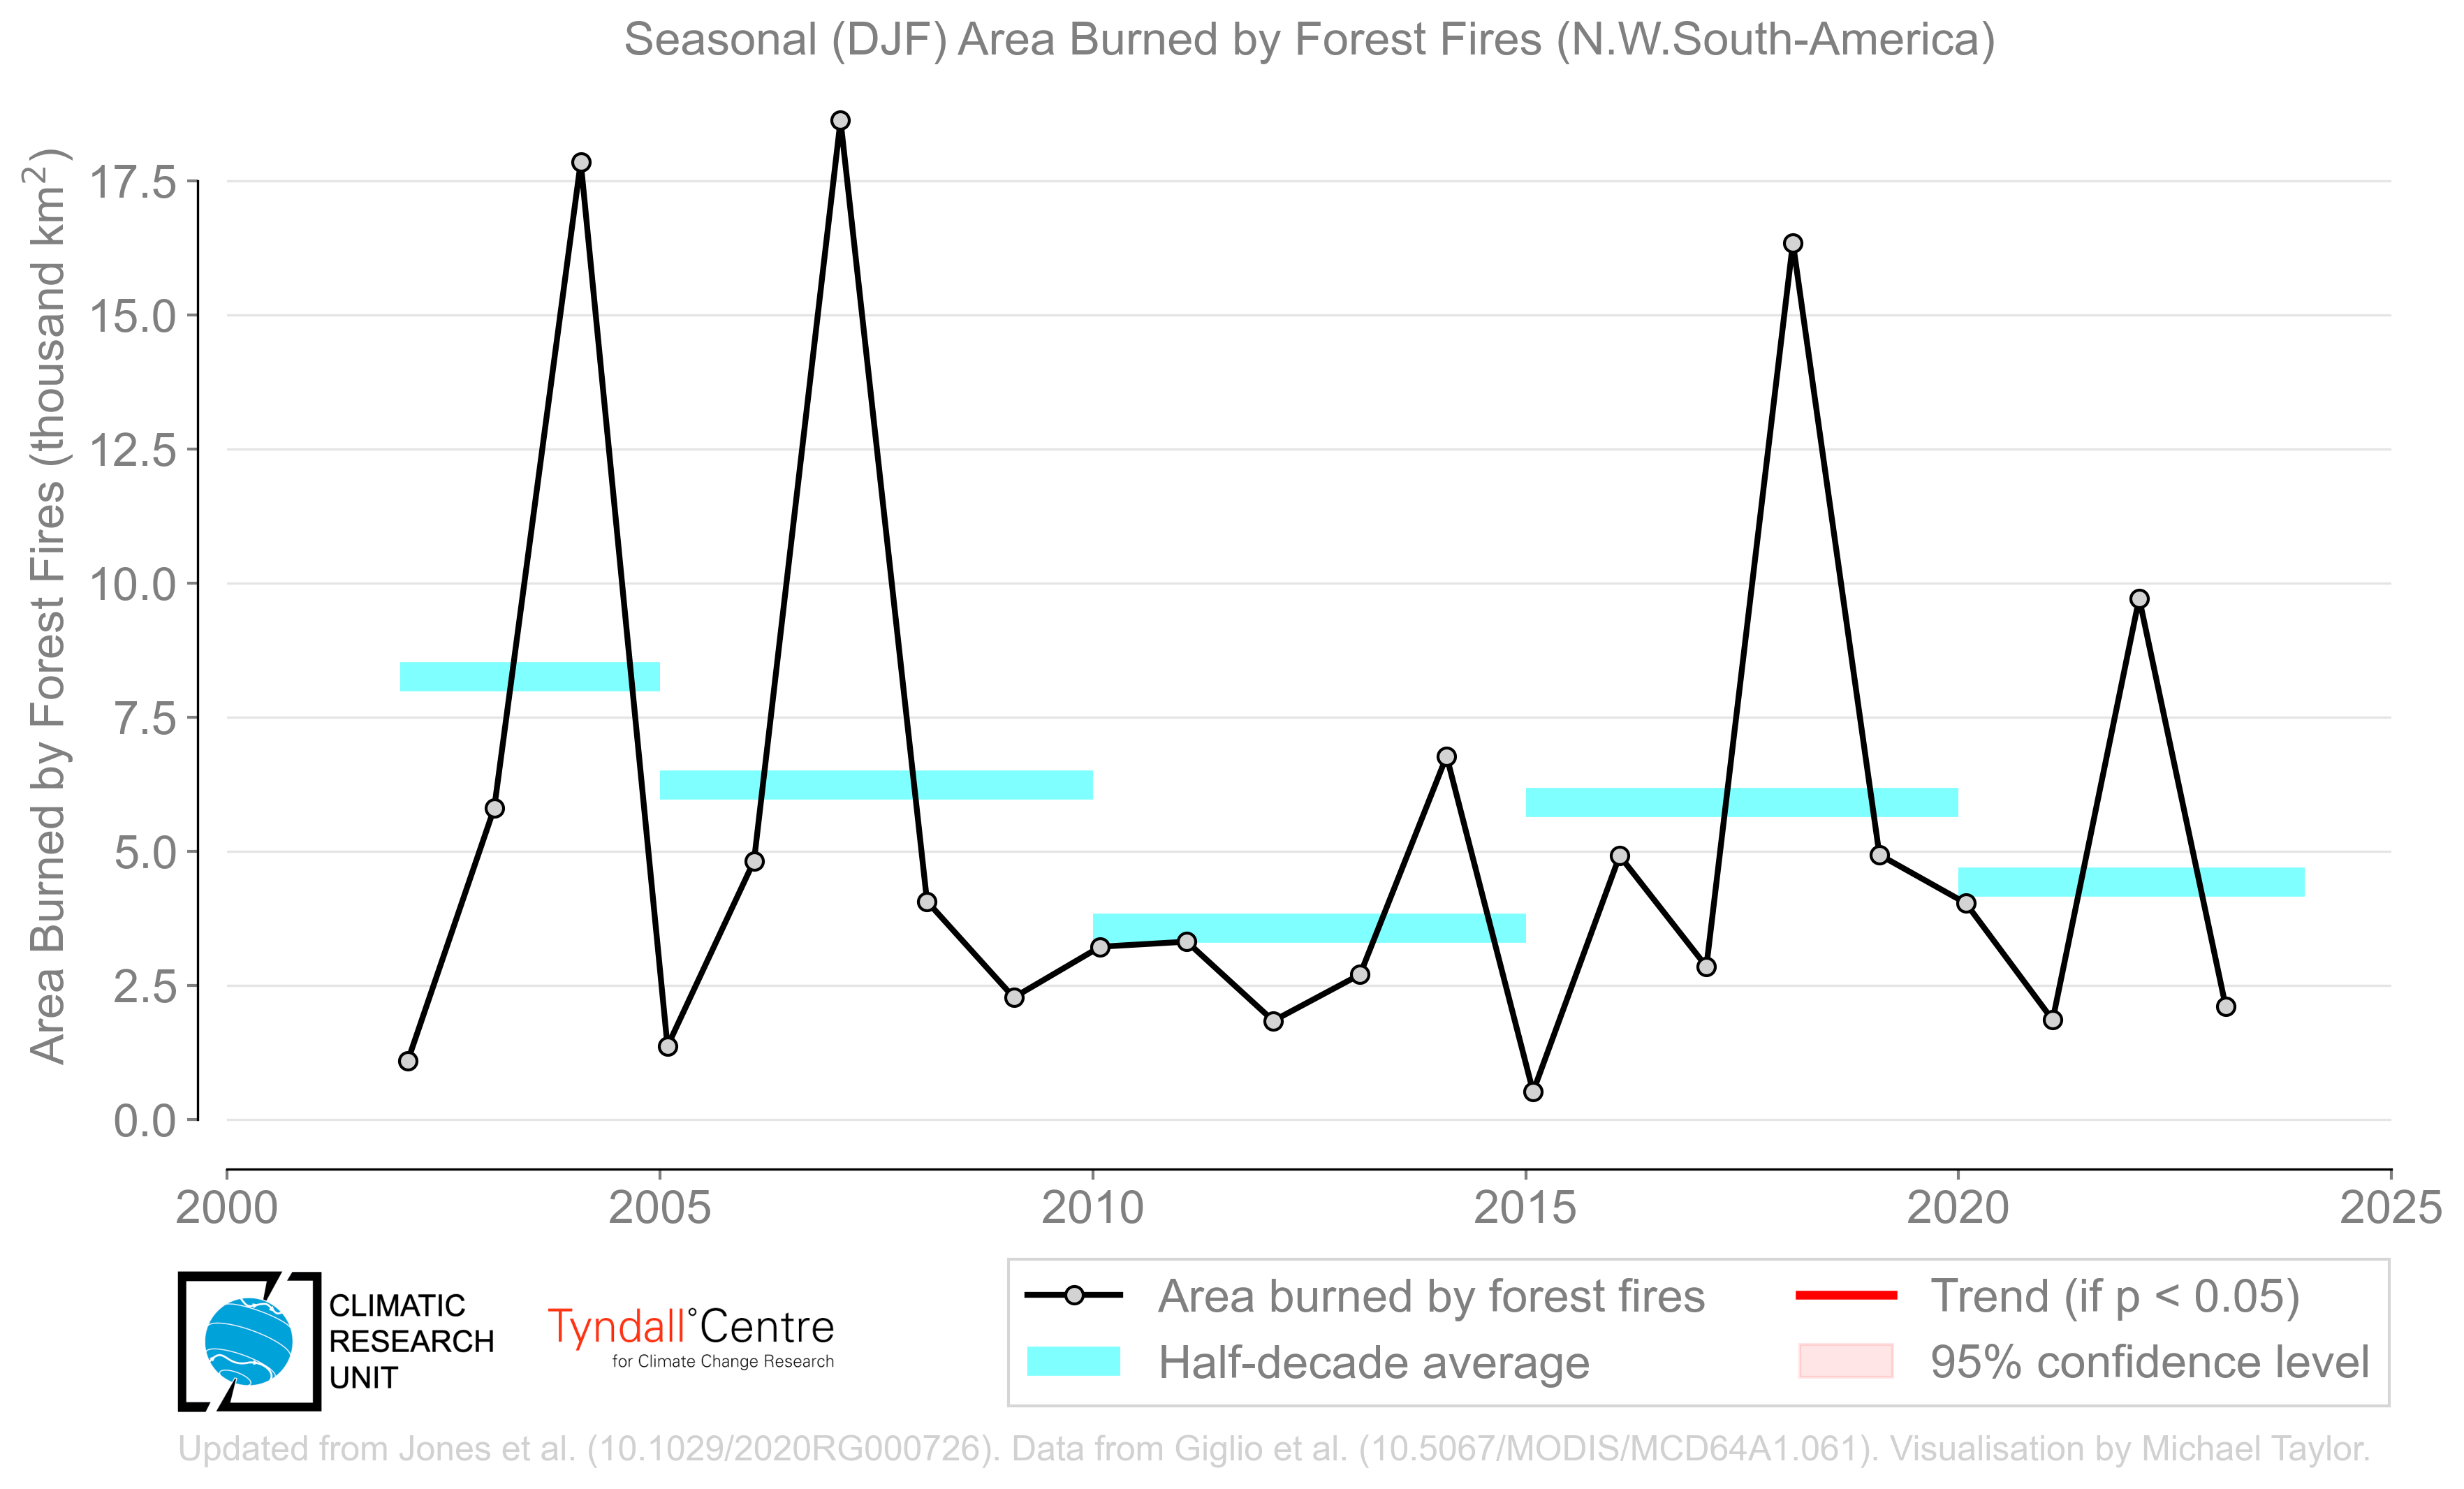 Seasonal (DJF) Area Burned by Forest Fires (N.W.South-America)
Area Burned by Forest Fires (thousand km²)
17.5
15.0
12.5
10.0
7.5
5.0
2.5
0.0
2000
2005
2010
2015
2020
2025
CLIMATIC
RESEARCH
UNIT
Tyndall°Centre
for Climate Change Research
Area burned by forest fires
Half-decade average
Trend (if p < 0.05)
95% confidence level
Updated from Jones et al. (10.1029/2020RG000726). Data from Giglio et al. (10.5067/MODIS/MCD64A1.061). Visualisation by Michael Taylor.